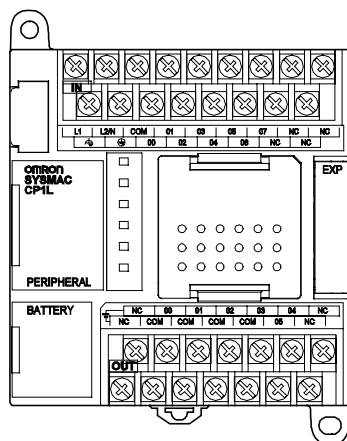 IN
L1 L2/N COM 01 03 05 07 NC NC
00 02 04 06 NC NC
OMRON
SYSMAC
CP1L
EXP
PERIPHERAL
BATTERY
NC 00 01 02 03 04 NC
NC COM COM COM COM 05 NC
OUT